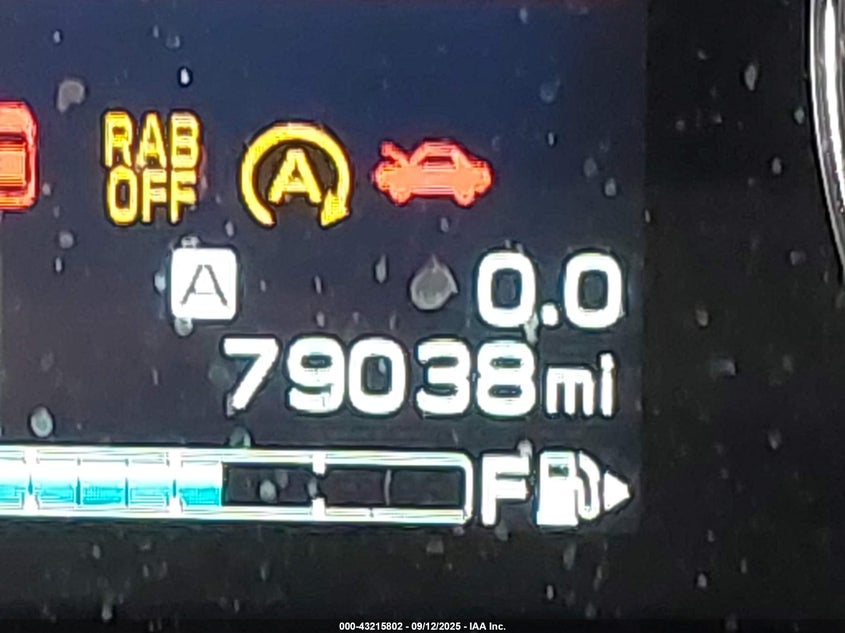 RAB
OFF
A
A
0.0
79038mi
F
000-43215802 - 09/12/2025 - IAA Inc.